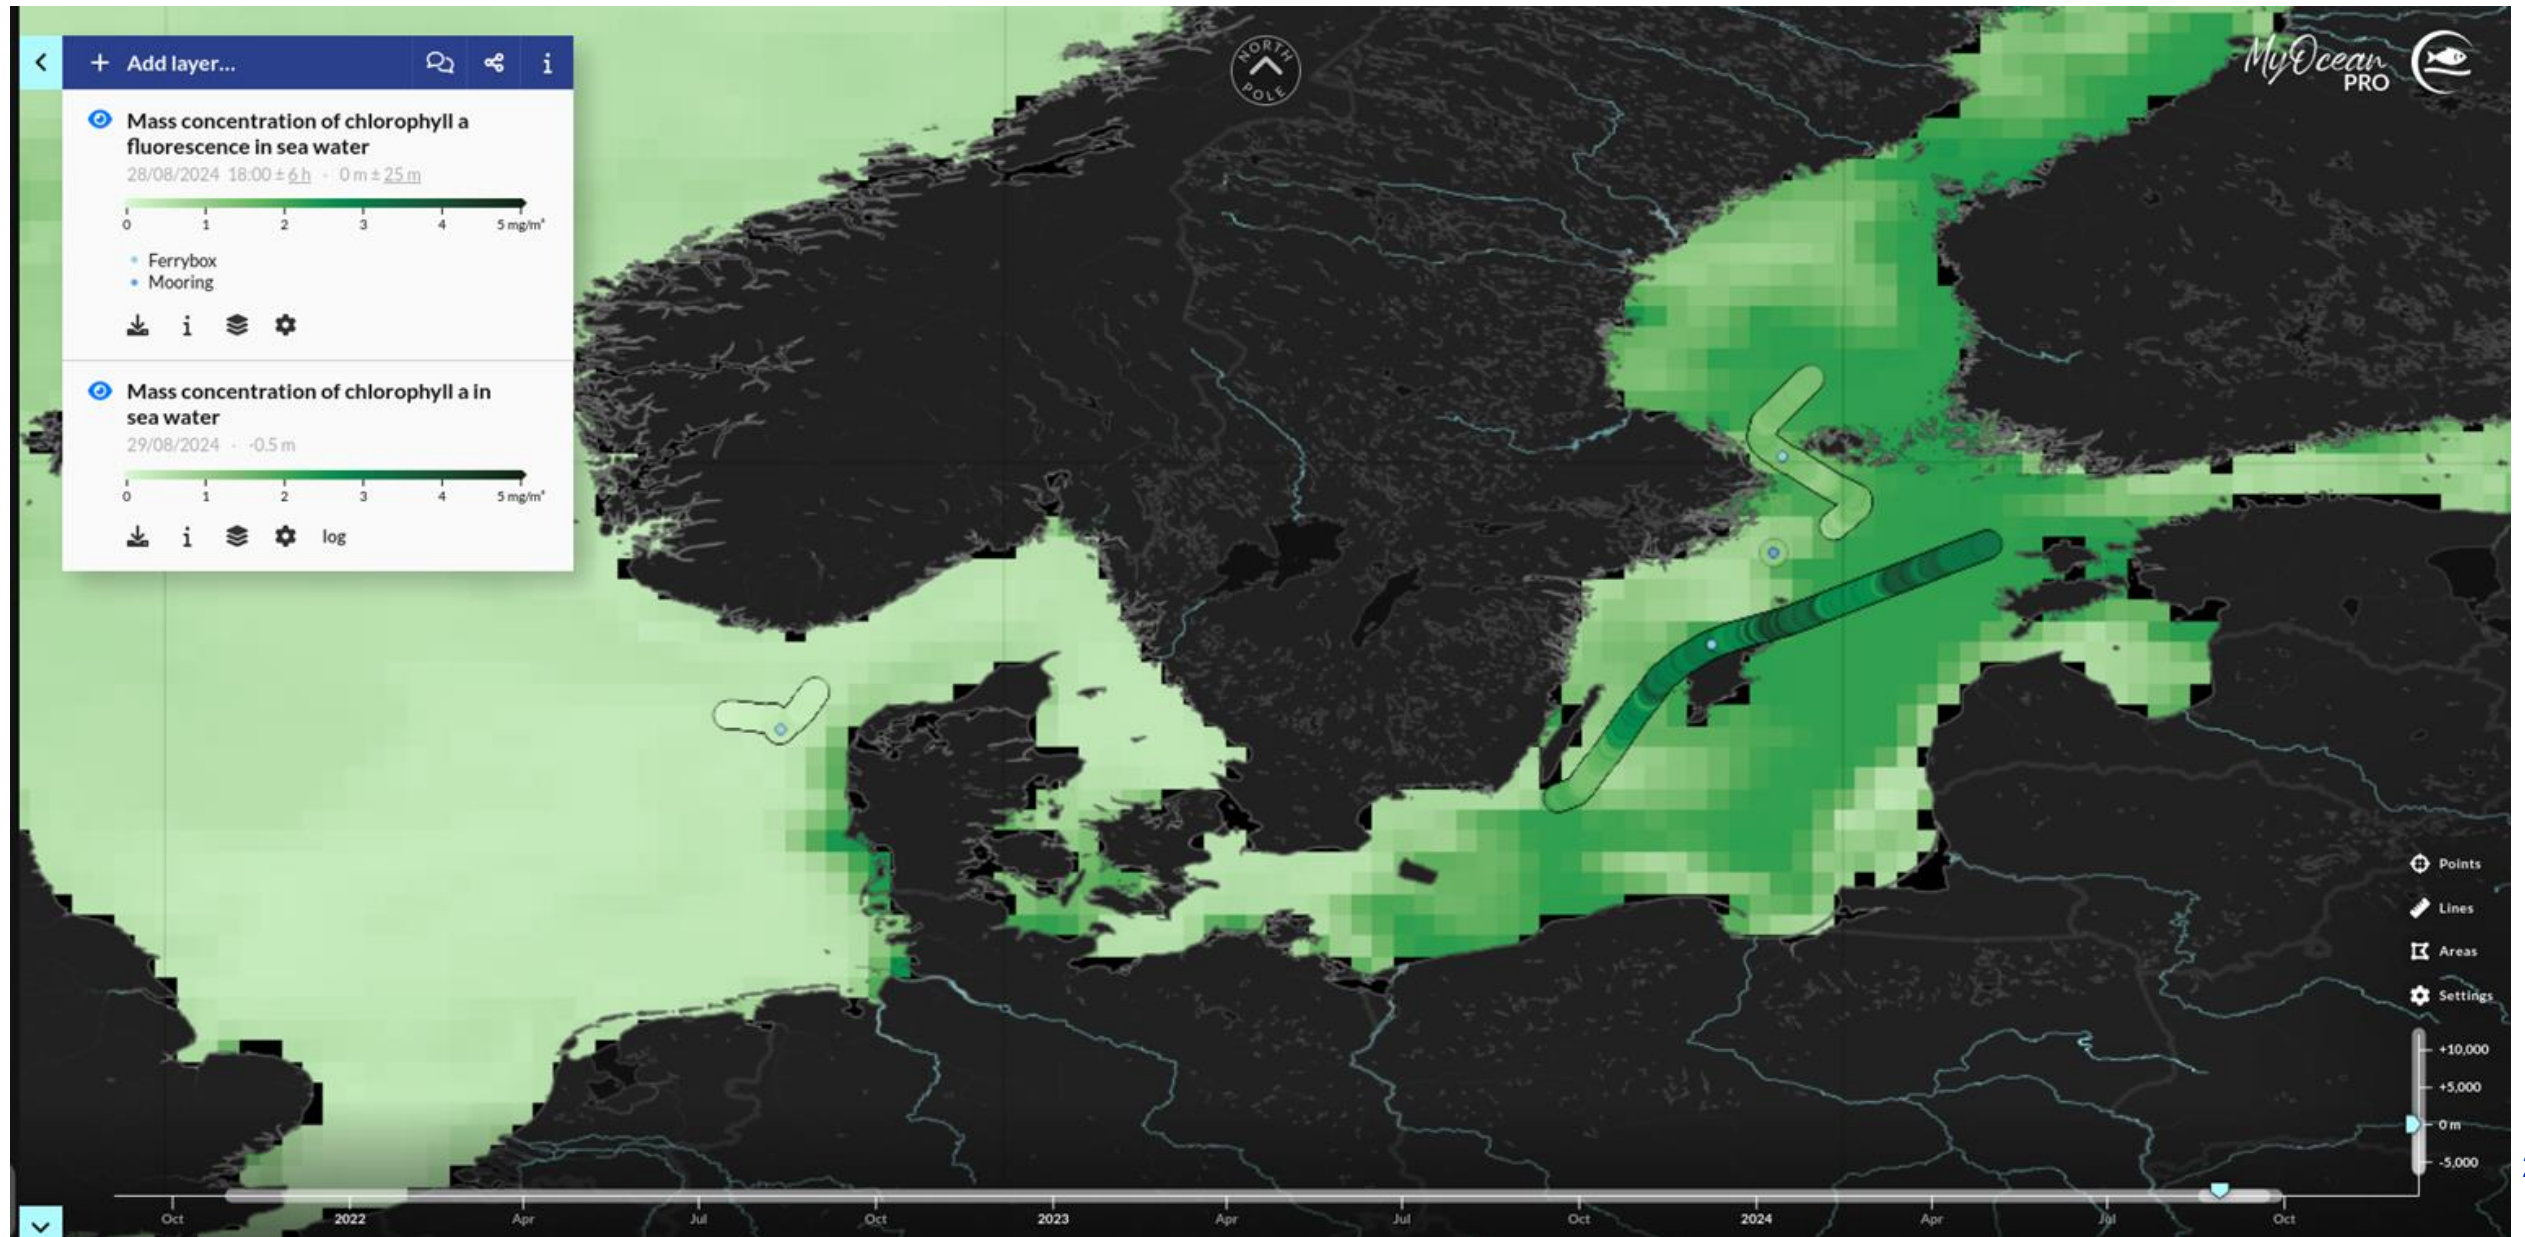 Add layer...
Mass concentration of chlorophyll a
fluorescence in sea water
28/08/2024 18:00 ± 6 h · 0 m ± 25 m
0 1 2 3 4 5 mg/m³
Ferrybox
Mooring
Mass concentration of chlorophyll a in
sea water
29/08/2024 · -0.5 m
0 1 2 3 4 5 mg/m³
log
NORTH
POLE
MyOcean
PRO
Points
Lines
Areas
Settings
+10,000
+5,000
0 m
-5,000
Oct 2022 Apr Jul Oct 2023 Apr Jul Oct 2024 Apr Jul Oct